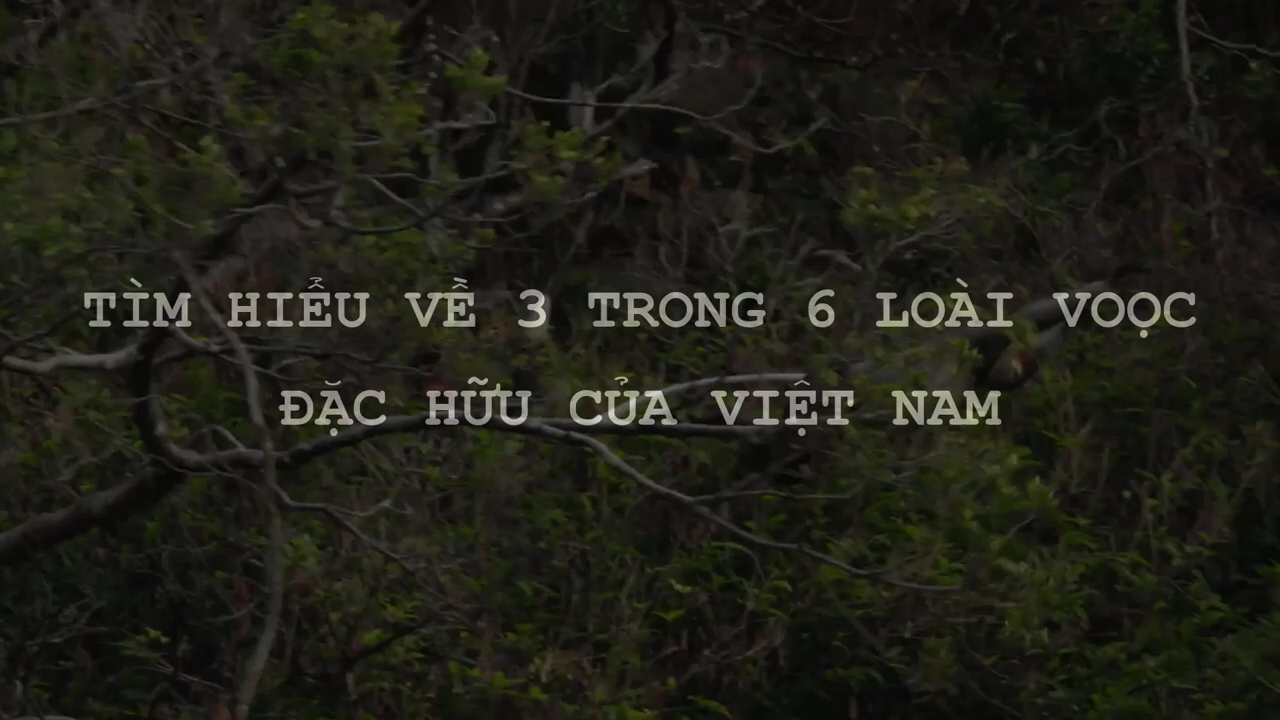 TÌM HIỂU VỀ 3 TRONG 6 LOÀI VOỌC
ĐẶC HỮU CỦA VIỆT NAM